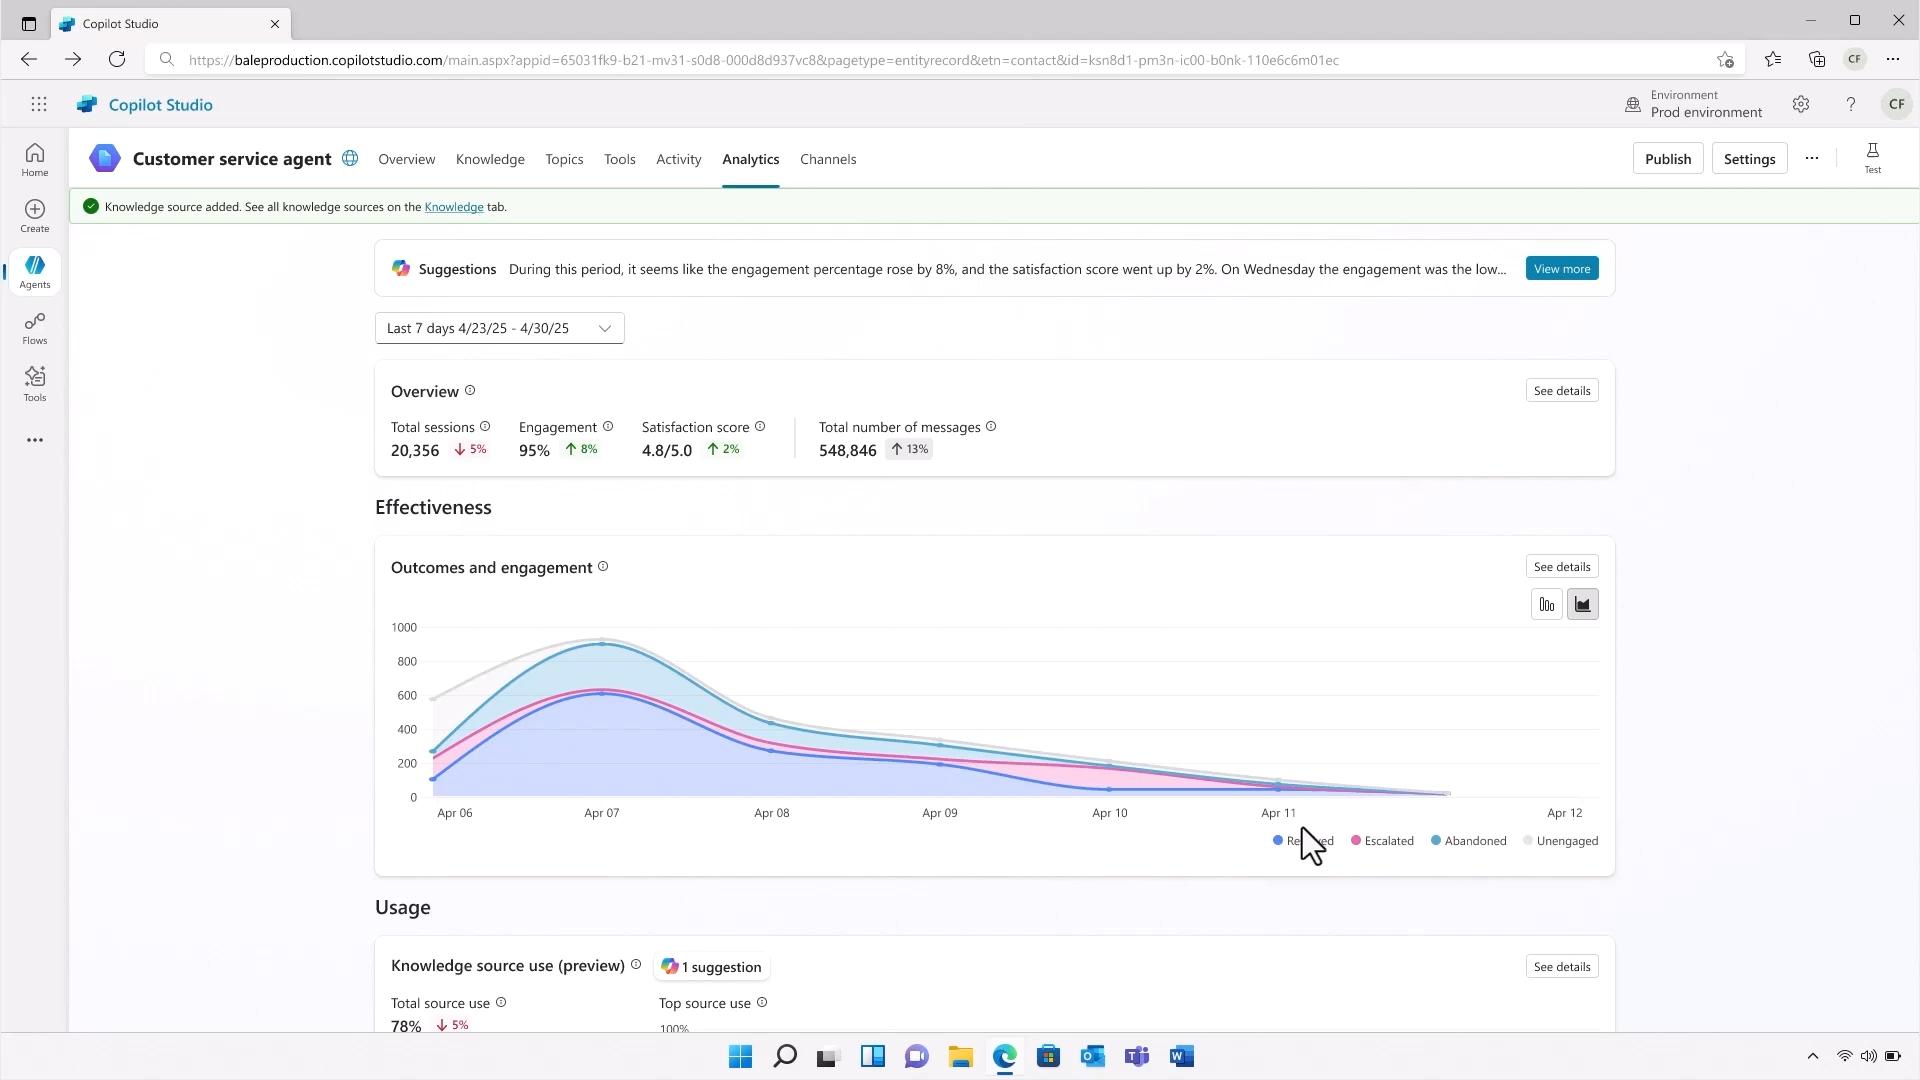 Copilot Studio
https://baleproduction.copilotstudio.com/main.aspx?appid=65031fk9-b21-mv31-s0d8-000d8d937vc8&pagetype=entityrecord&etn=contact&id=ksn8d1-pm3n-ic00-b0nk-110e6c6m01ec
CF
Copilot Studio
Environment
Prod environment
?
CF
Home
Create
Agents
Flows
Tools
Customer service agent
Overview
Knowledge
Topics
Tools
Activity
Analytics
Channels
Publish
Settings
Test
Knowledge source added. See all knowledge sources on the Knowledge tab.
Suggestions During this period, it seems like the engagement percentage rose by 8%, and the satisfaction score went up by 2%. On Wednesday the engagement was the low...
View more
Last 7 days 4/23/25 - 4/30/25
Overview
See details
Total sessions
20,356 5%
Engagement
95% 8%
Satisfaction score
4.8/5.0 2%
Total number of messages
548,846 13%
Effectiveness
Outcomes and engagement
See details
1000
800
600
400
200
0
Apr 06
Apr 07
Apr 08
Apr 09
Apr 10
Apr 11
Apr 12
Escalated
Abandoned
Unengaged
Usage
Knowledge source use (preview)
1 suggestion
See details
Total source use
78% 5%
Top source use
100%